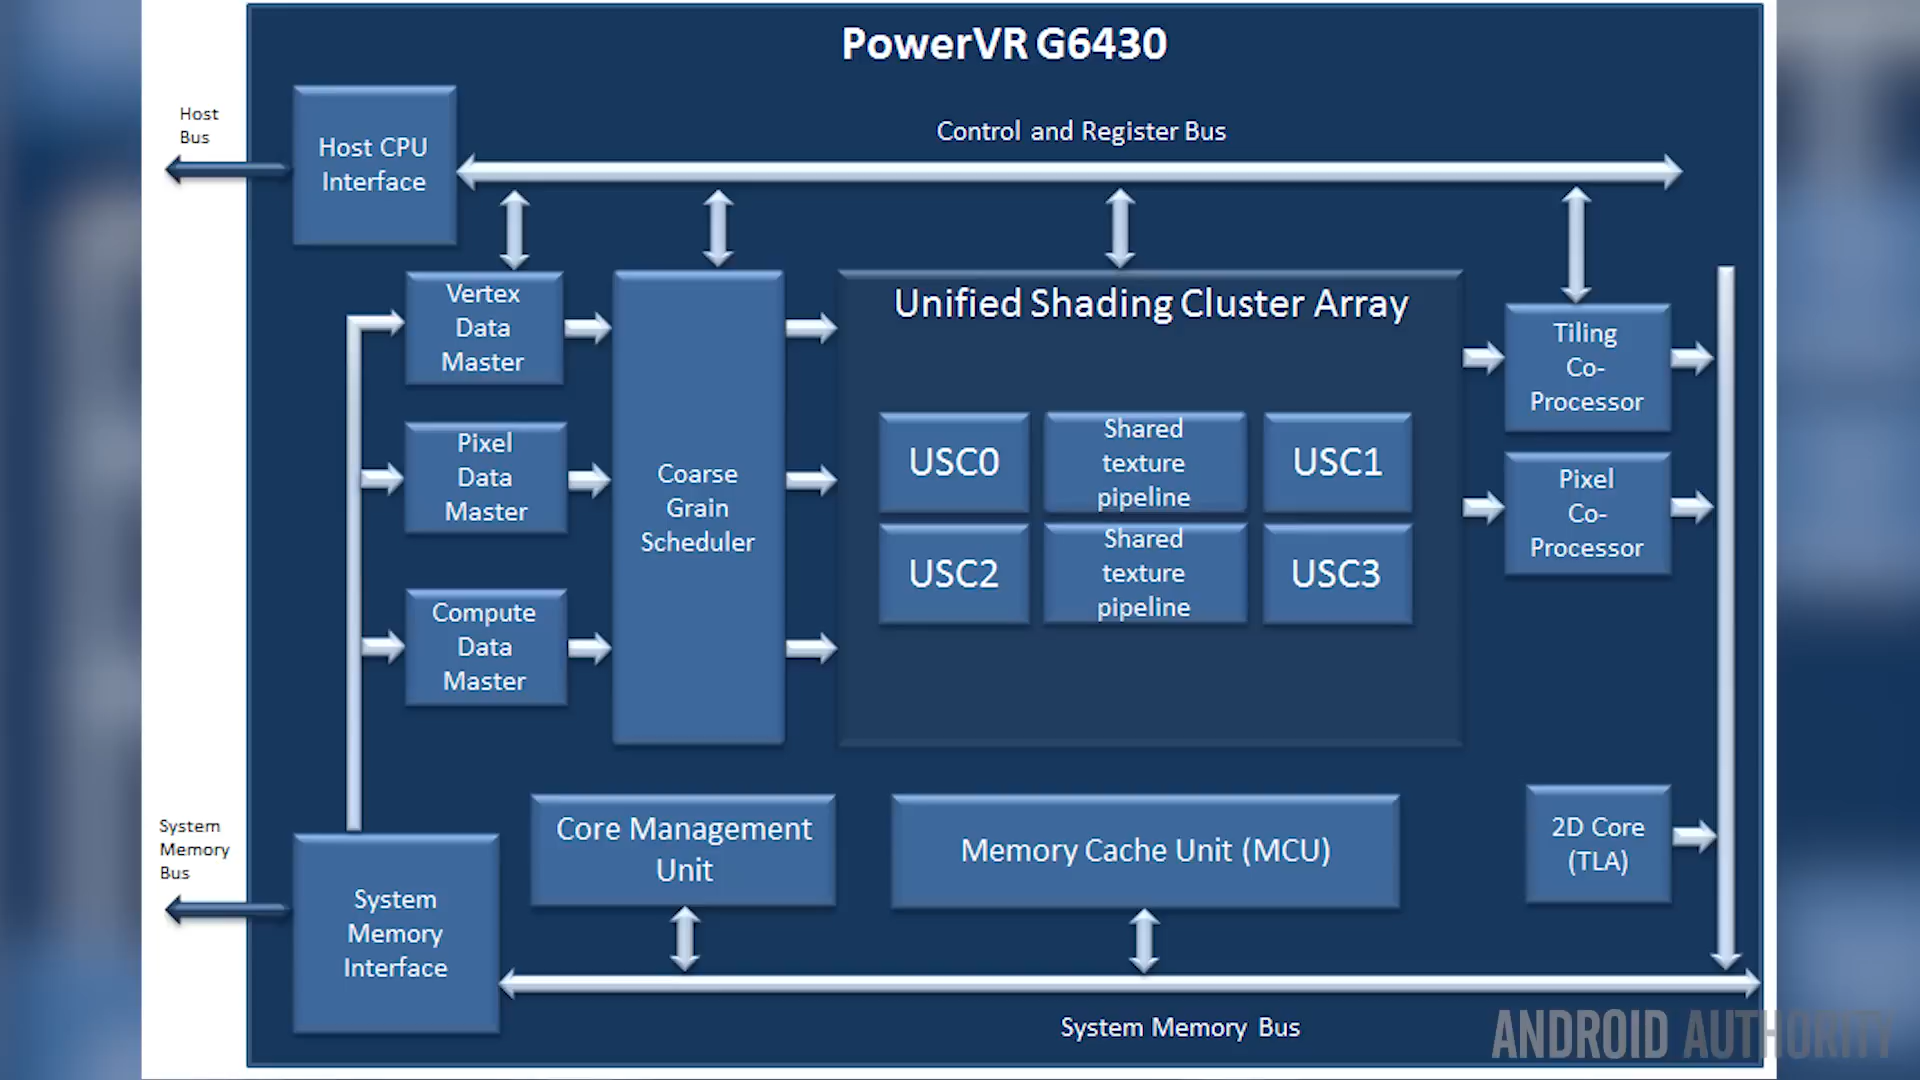 PowerVR G6430
Host
Bus
Host CPU
Interface
Control and Register Bus
Vertex
Data
Master
Pixel
Data
Master
Compute
Data
Master
Coarse
Grain
Scheduler
Unified Shading Cluster Array
USC0
Shared
texture
pipeline
USC1
USC2
Shared
texture
pipeline
USC3
Tiling
Co-
Processor
Pixel
Co-
Processor
System
Memory
Bus
System
Memory
Interface
Core Management
Unit
Memory Cache Unit (MCU)
2D Core
(TLA)
System Memory Bus
ANDROID AUTHORITY